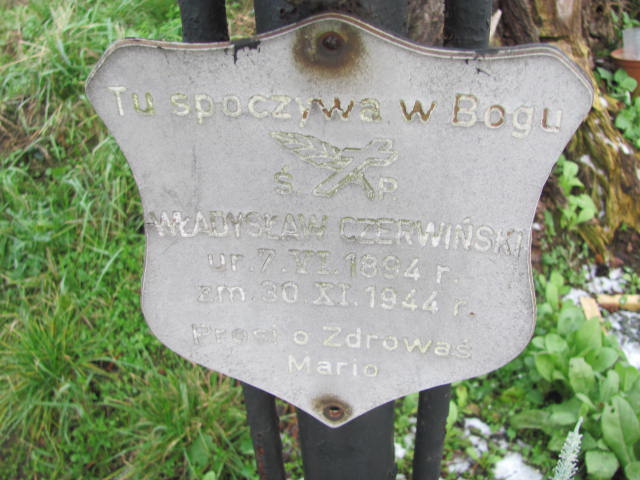 Tu spoczywa w Bogu
Ś. P.
WŁADYSŁAW CZERWIŃSKI
ur. 7. VI. 1894 r.
zm. 30. XI. 1944 r.
Prosi o Zdrowaś
Mario